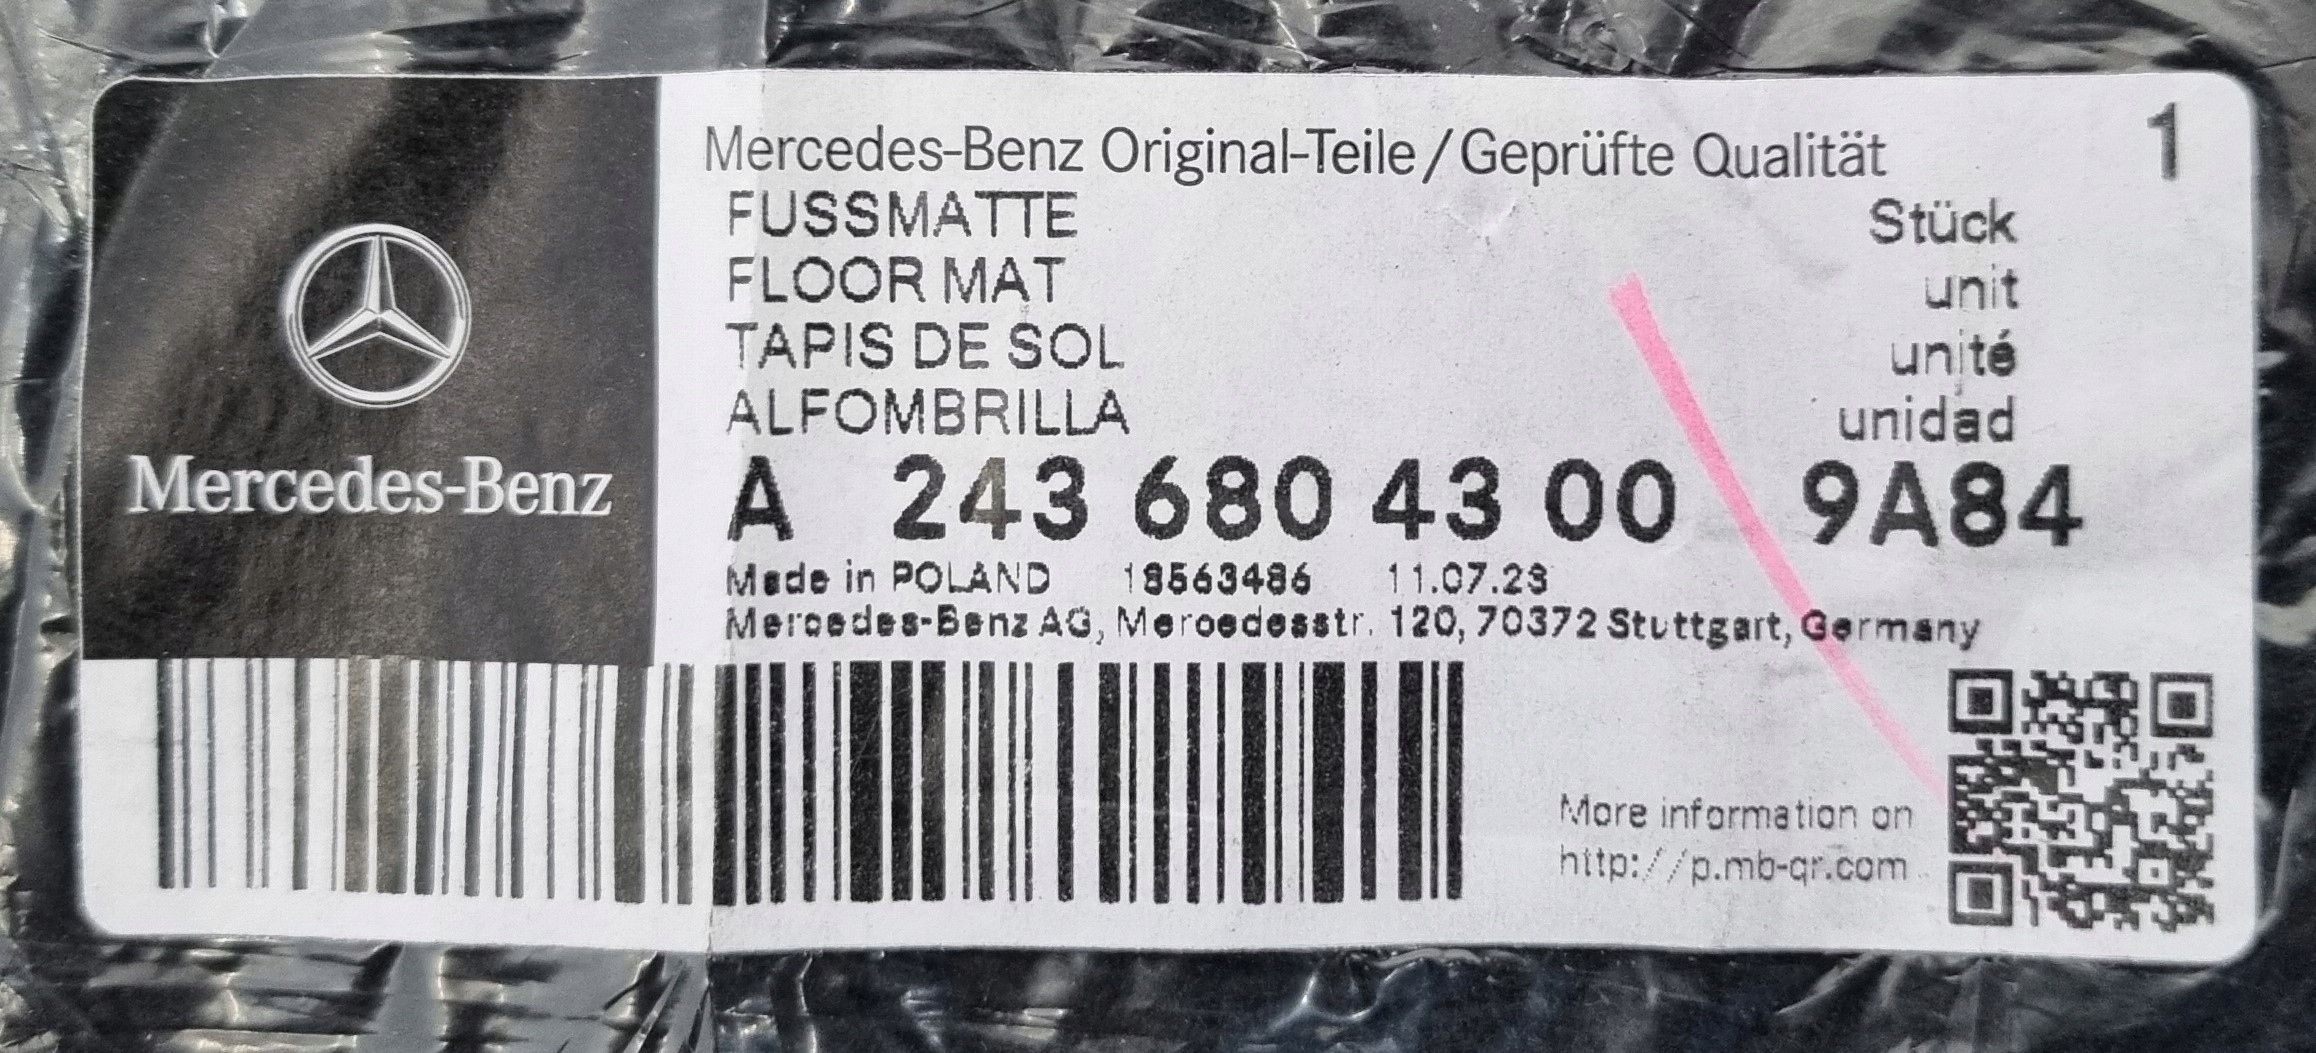 Mercedes-Benz
Mercedes-Benz Original-Teile/Geprüfte Qualität 1
FUSSMATTE Stück
FLOOR MAT unit
TAPIS DE SOL unité
ALFOMBRILLA unidad
A 243 680 43 00 9A84
Made in POLAND 18563486 11.07.23
Mercedes-Benz AG, Mercedesstr. 120, 70372 Stuttgart, Germany
More information on
http://p.mb-qr.com